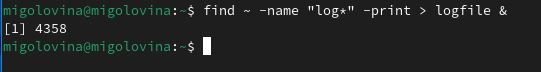 migolovina@migolovina:~$ find ~ -name "log*" -print > logfile &
[1] 4358
migolovina@migolovina:~$